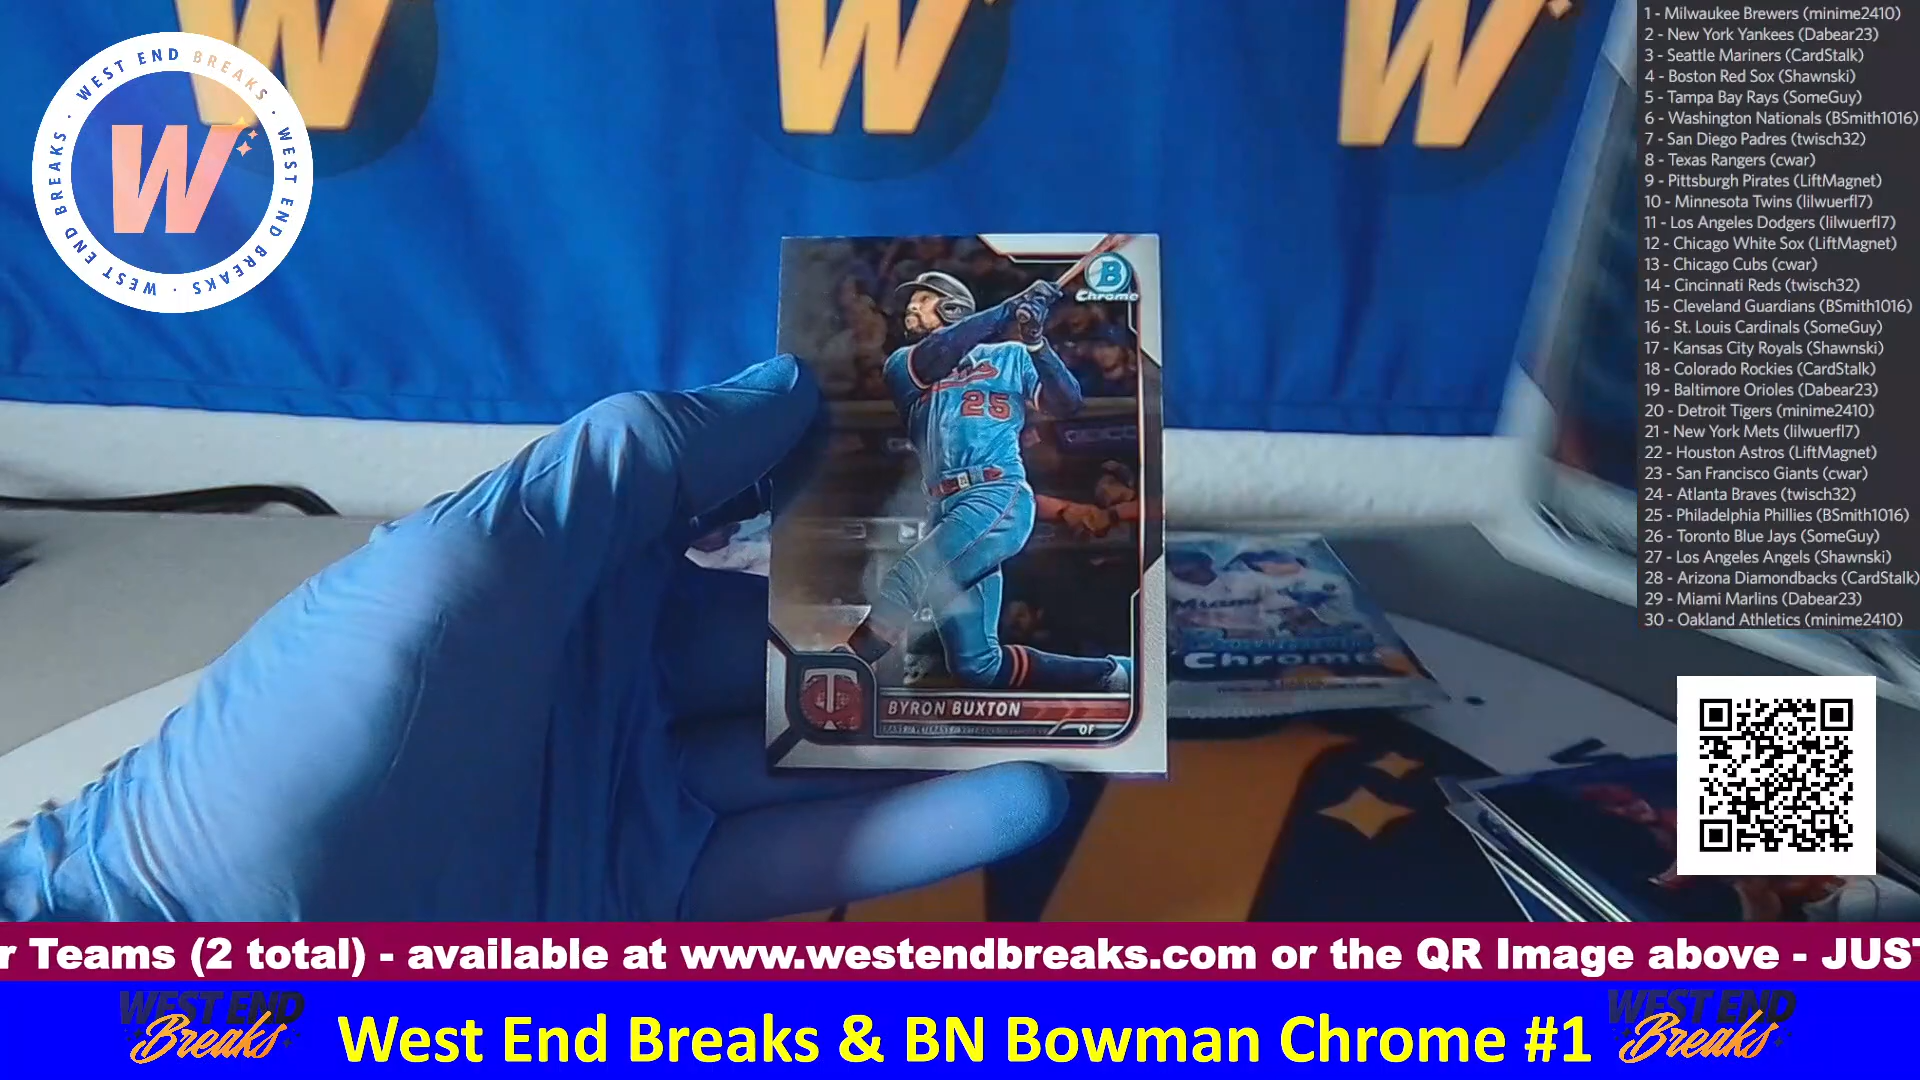 WEST END BREAKS · WEST END BREAKS · WEST END BREAKS ·
W
1 - Milwaukee Brewers (minime2410)
2 - New York Yankees (Dabear23)
3 - Seattle Mariners (CardStalk)
4 - Boston Red Sox (Shawnski)
5 - Tampa Bay Rays (SomeGuy)
6 - Washington Nationals (BSmith1016)
7 - San Diego Padres (twisch32)
8 - Texas Rangers (cwar)
9 - Pittsburgh Pirates (LiftMagnet)
10 - Minnesota Twins (lilwuerfl7)
11 - Los Angeles Dodgers (lilwuerfl7)
12 - Chicago White Sox (LiftMagnet)
13 - Chicago Cubs (cwar)
14 - Cincinnati Reds (twisch32)
15 - Cleveland Guardians (BSmith1016)
16 - St. Louis Cardinals (SomeGuy)
17 - Kansas City Royals (Shawnski)
18 - Colorado Rockies (CardStalk)
19 - Baltimore Orioles (Dabear23)
20 - Detroit Tigers (minime2410)
21 - New York Mets (lilwuerfl7)
22 - Houston Astros (LiftMagnet)
23 - San Francisco Giants (cwar)
24 - Atlanta Braves (twisch32)
25 - Philadelphia Phillies (BSmith1016)
26 - Toronto Blue Jays (SomeGuy)
27 - Los Angeles Angels (Shawnski)
28 - Arizona Diamondbacks (CardStalk)
29 - Miami Marlins (Dabear23)
30 - Oakland Athletics (minime2410)
W
W
W
B
Chrome
25
BYRON BUXTON
OF
Miami
Bowman
Chrome
r Teams (2 total) - available at www.westendbreaks.com or the QR Image above - JUST
WEST END
Breaks
West End Breaks & BN Bowman Chrome #1
WEST END
Breaks